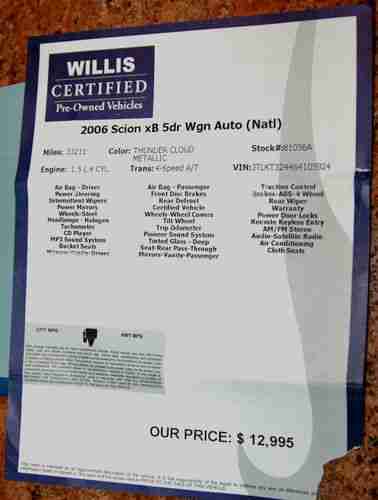 WILLIS
CERTIFIED
Pre-Owned Vehicles
2006 Scion xB 5dr Wgn Auto (Natl)
Miles: 33211 Color: THUNDER CLOUD METALLIC Stock#:
Engine: 1.5 L 4 CYL. Trans: 4-Speed A/T VIN:
Air Bag - Driver Air Bag - Passenger Traction Control
Power Steering Front Disc Brakes Brakes-ABS-4 Wheel
Intermittent Wipers Rear Defrost Rear Wiper
Power Mirrors Certified Vehicle Warranty
Wheels-Steel Wheels-Wheel Covers Power Door Locks
Headlamps - Halogen Tilt Wheel Remote Keyless Entry
Tachometer Trip Odometer AM/FM Stereo
CD Player Pioneer Sound System Audio-Satellite Radio
MP3 Sound System Tinted Glass - Deep Air Conditioning
Bucket Seats Seat-Rear Pass-Through Cloth Seats
Mirrors-Vanity-Driver Mirrors-Vanity-Passenger
CITY MPG HWY MPG
OUR PRICE: $ 12,995